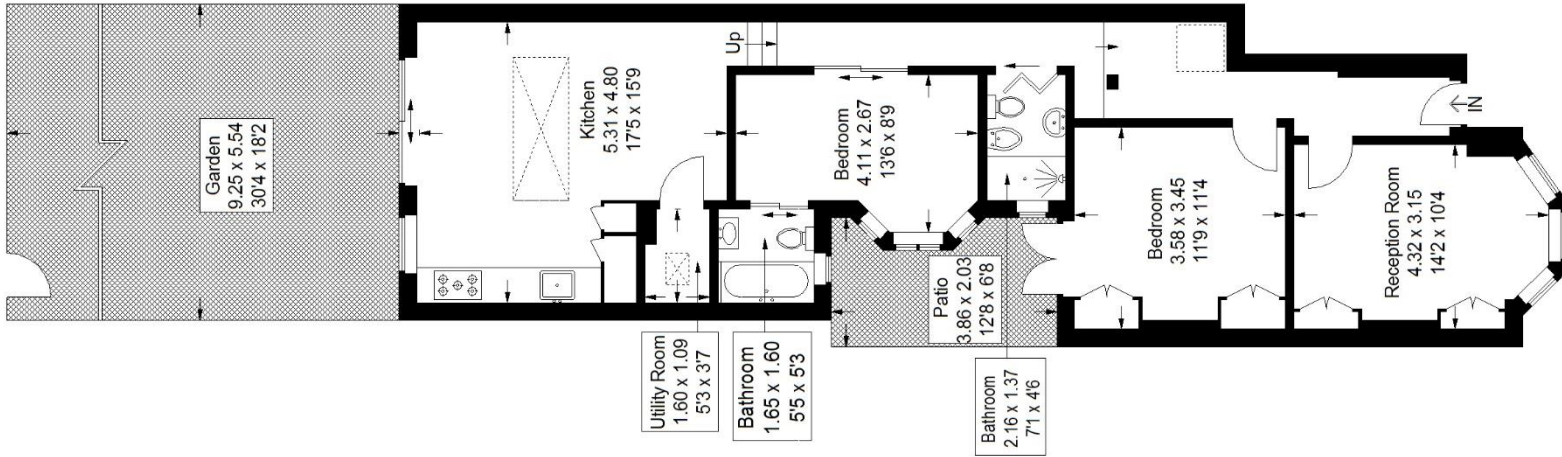 Garden
9.25 x 5.54
30'4 x 18'2
Kitchen
5.31 x 4.80
17'5 x 15'9
Up
Utility Room
1.60 x 1.09
5'3 x 3'7
Bathroom
1.65 x 1.60
5'5 x 5'3
Bedroom
4.11 x 2.67
13'6 x 8'9
Patio
3.86 x 2.03
12'8 x 6'8
Bathroom
2.16 x 1.37
7'1 x 4'6
Bedroom
3.58 x 3.45
11'9 x 11'4
Reception Room
4.32 x 3.15
14'2 x 10'4
IN